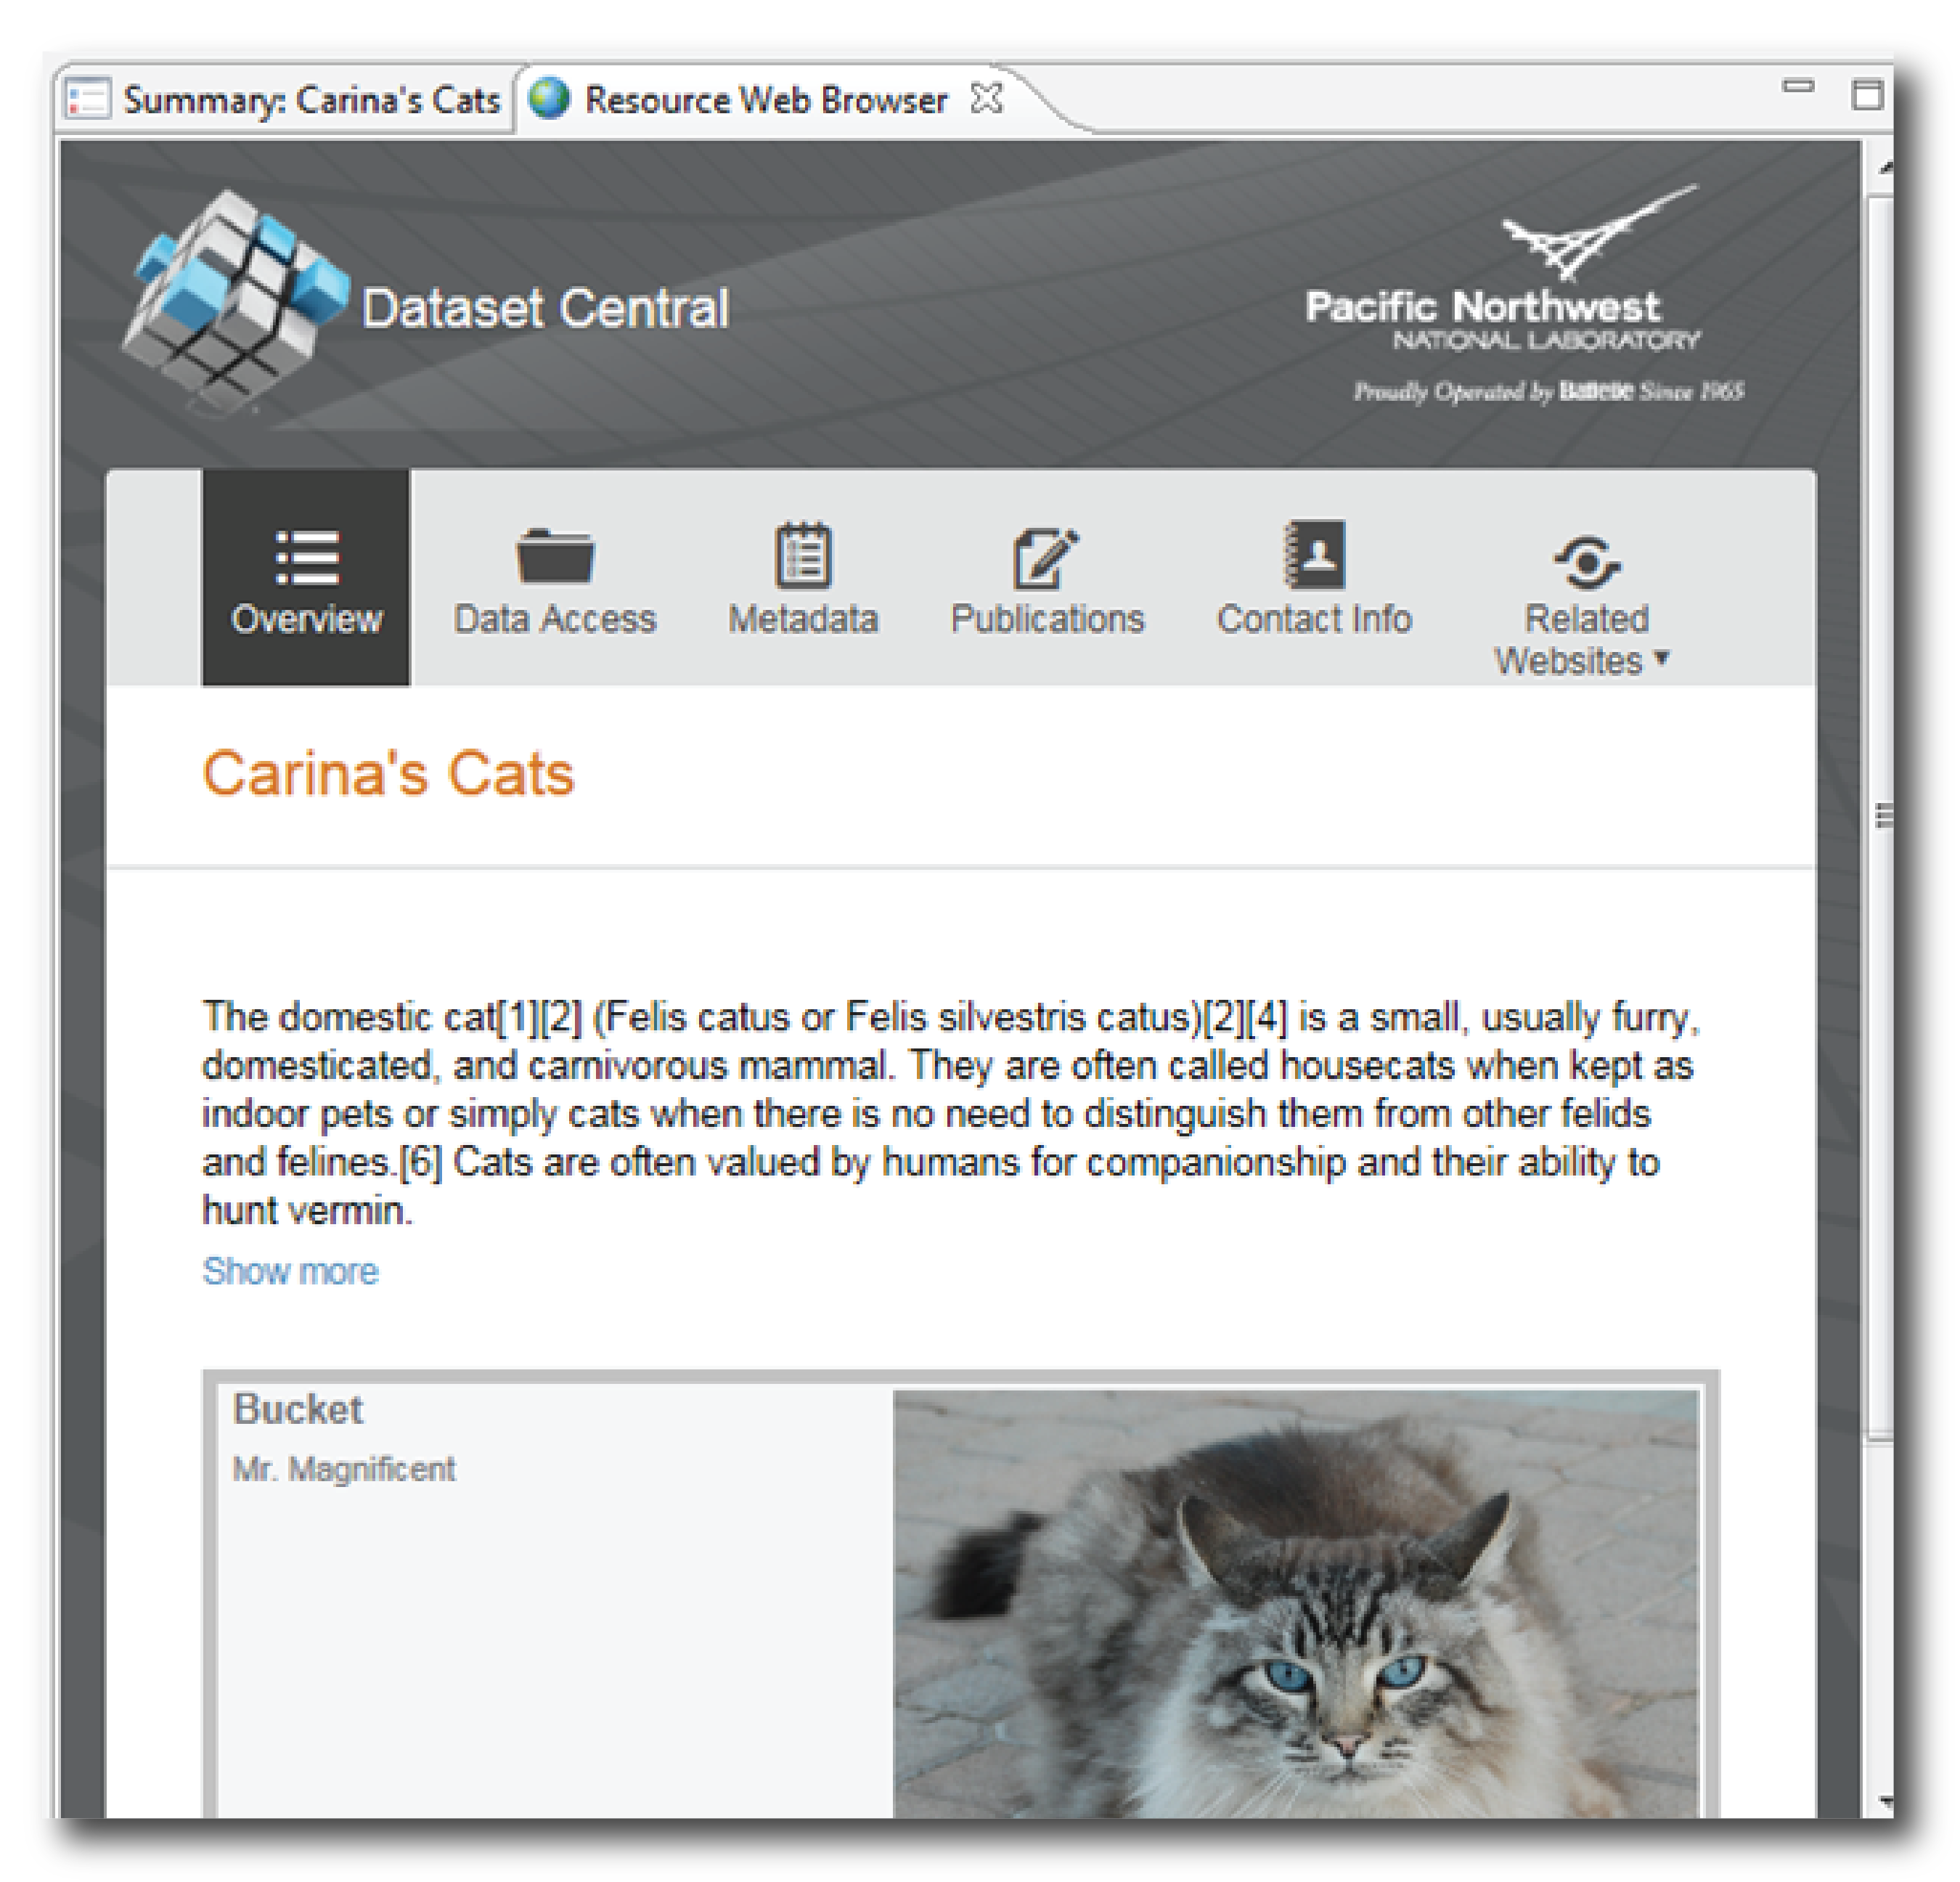 Summary: Carina's Cats
Resource Web Browser
Dataset Central
Pacific Northwest
NATIONAL LABORATORY
Proudly Operated by Battelle Since 1965
Overview
Data Access
Metadata
Publications
Contact Info
Related
Websites ▾
Carina's Cats
The domestic cat[1][2] (Felis catus or Felis silvestris catus)[2][4] is a small, usually furry,
domesticated, and carnivorous mammal. They are often called housecats when kept as
indoor pets or simply cats when there is no need to distinguish them from other felids
and felines.[6] Cats are often valued by humans for companionship and their ability to
hunt vermin.
Show more
Bucket
Mr. Magnificent